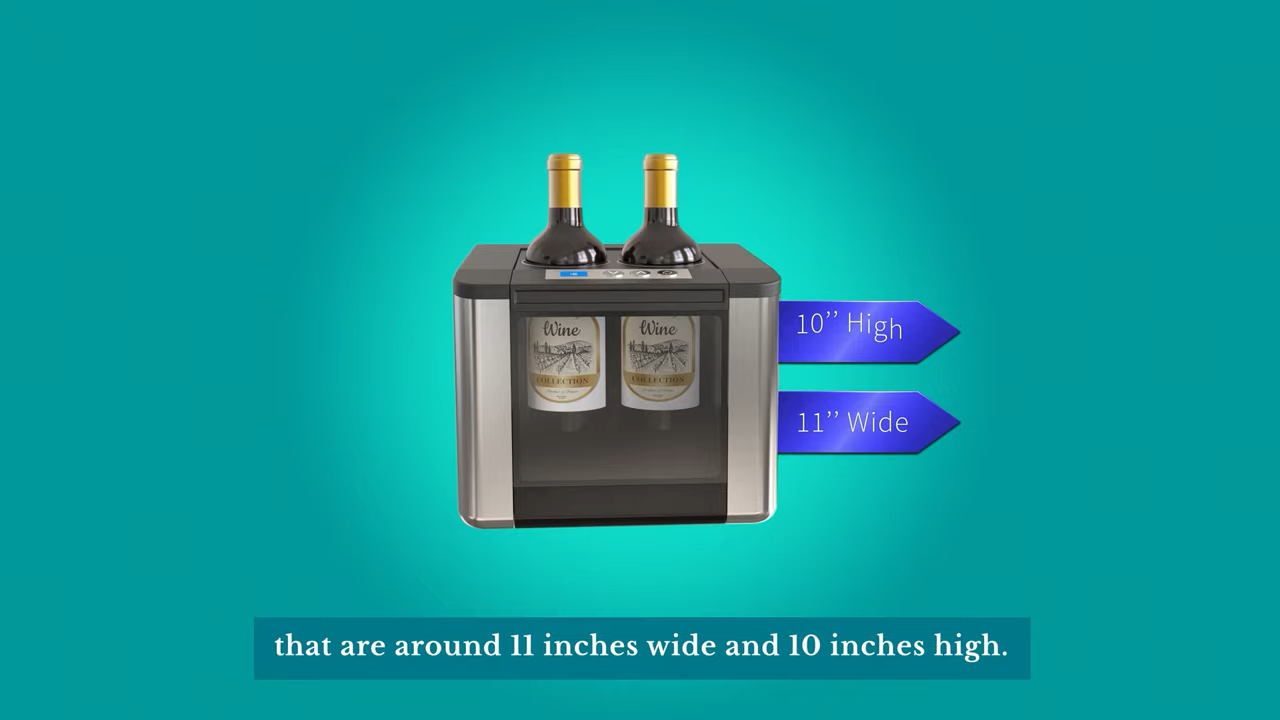 Wine
COLLECTION
Wine
COLLECTION
10’’ High
11’’ Wide
that are around 11 inches wide and 10 inches high.